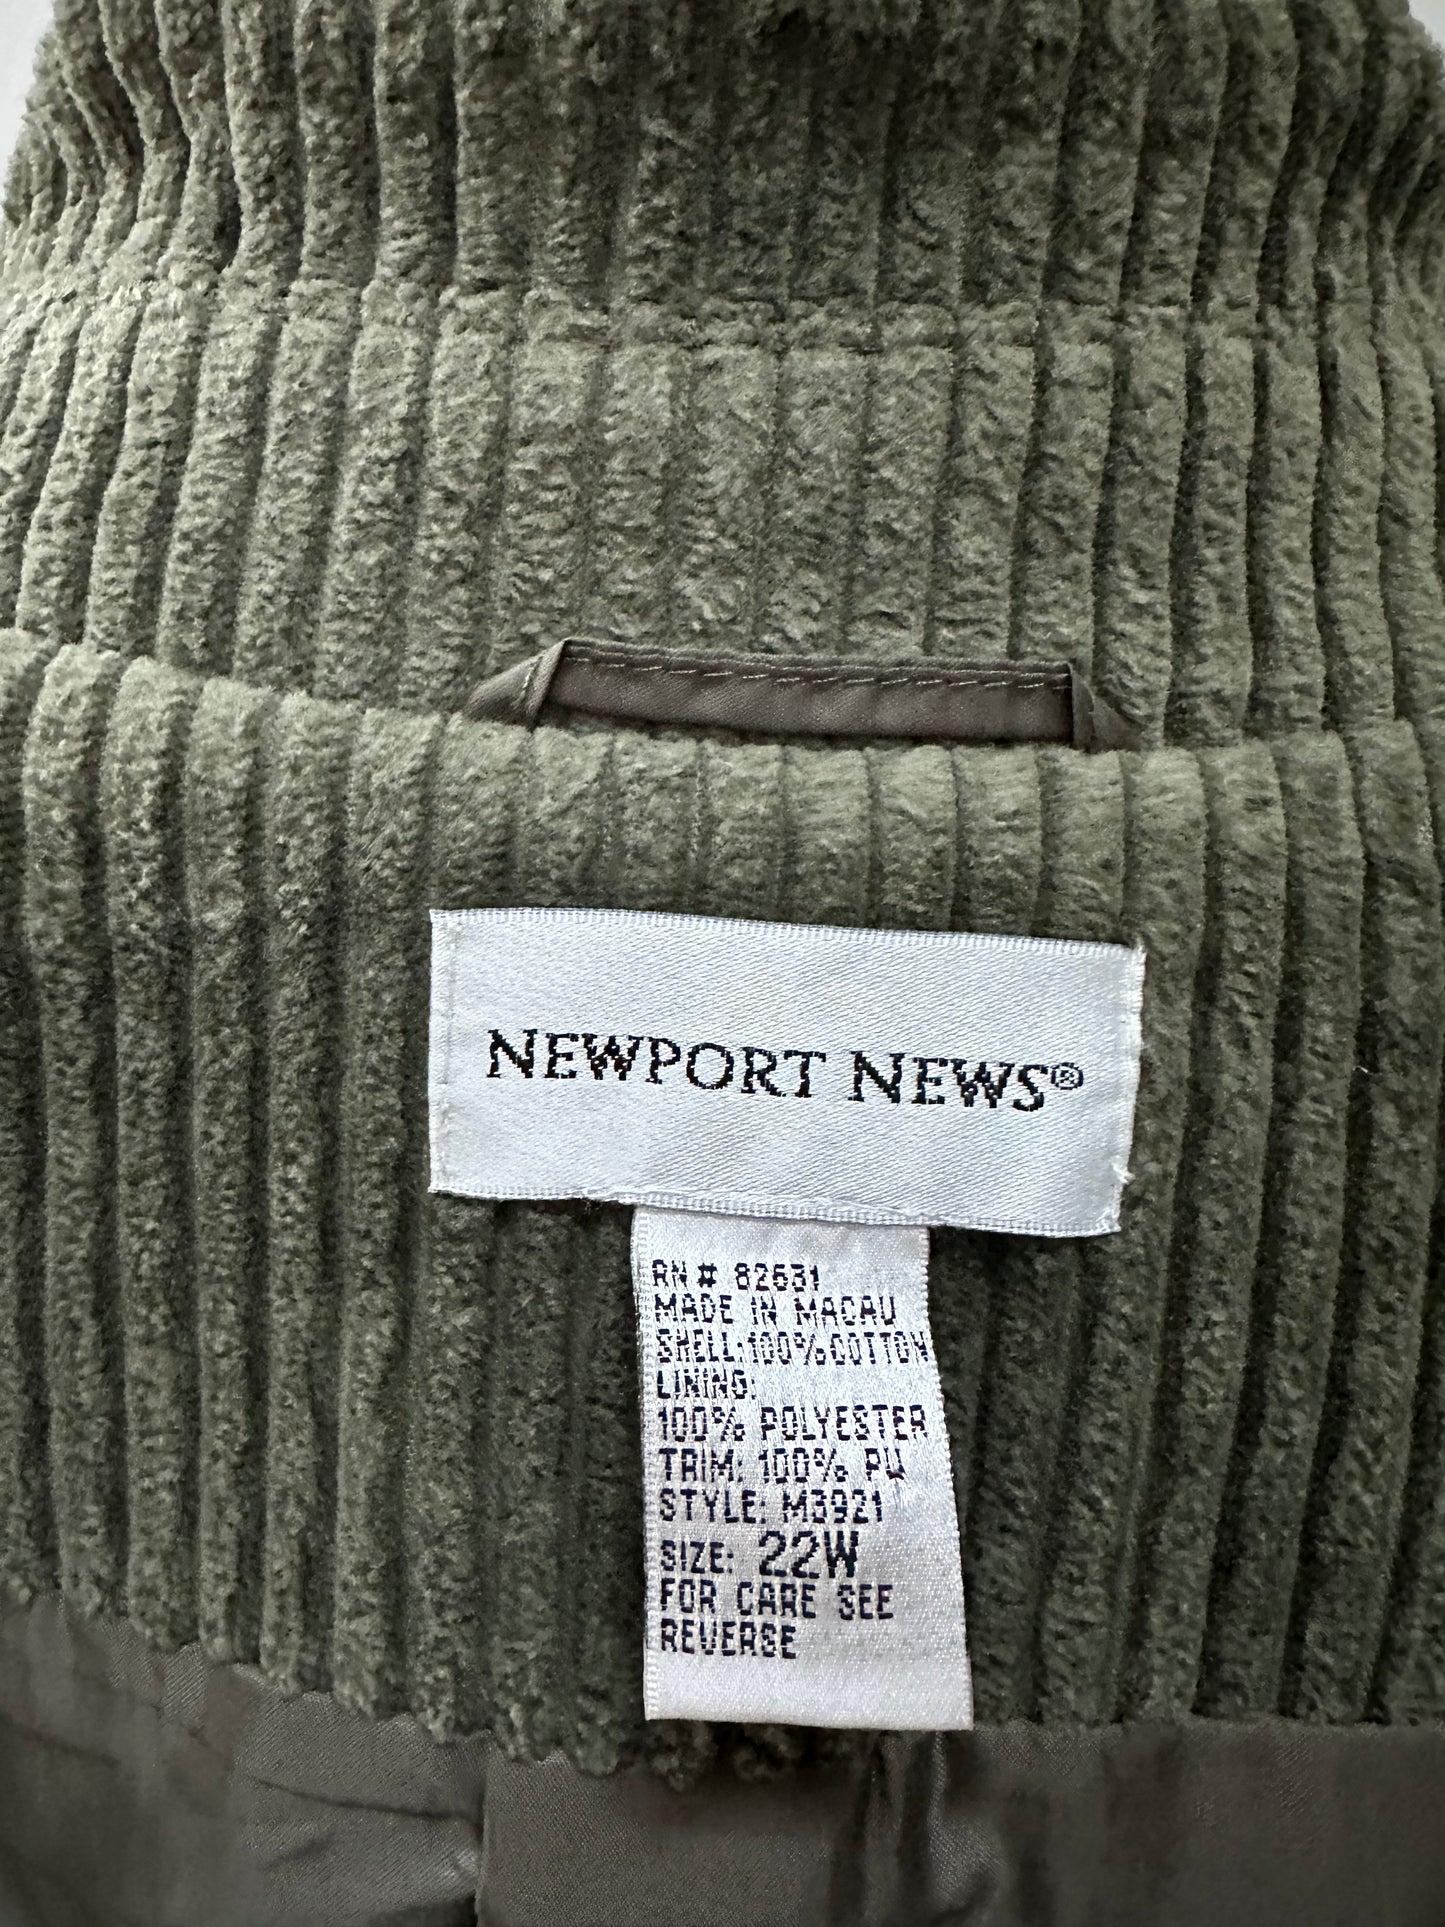 NEWPORT NEWS®
RN # 82631
MADE IN MACAU
SHELL:100%COTTON
LINING:
100% POLYESTER
TRIM: 100% PU
STYLE: M3921
SIZE: 22W
FOR CARE SEE
REVERSE